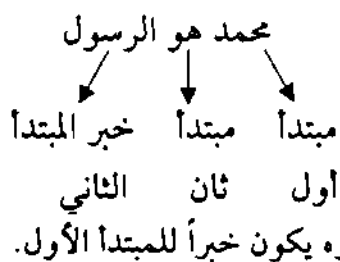 محمد هو الرسول
مبتدأ مبتدأ خبر المبتدأ
أول ثان الثاني
يكون خبراً للمبتدأ الأول.